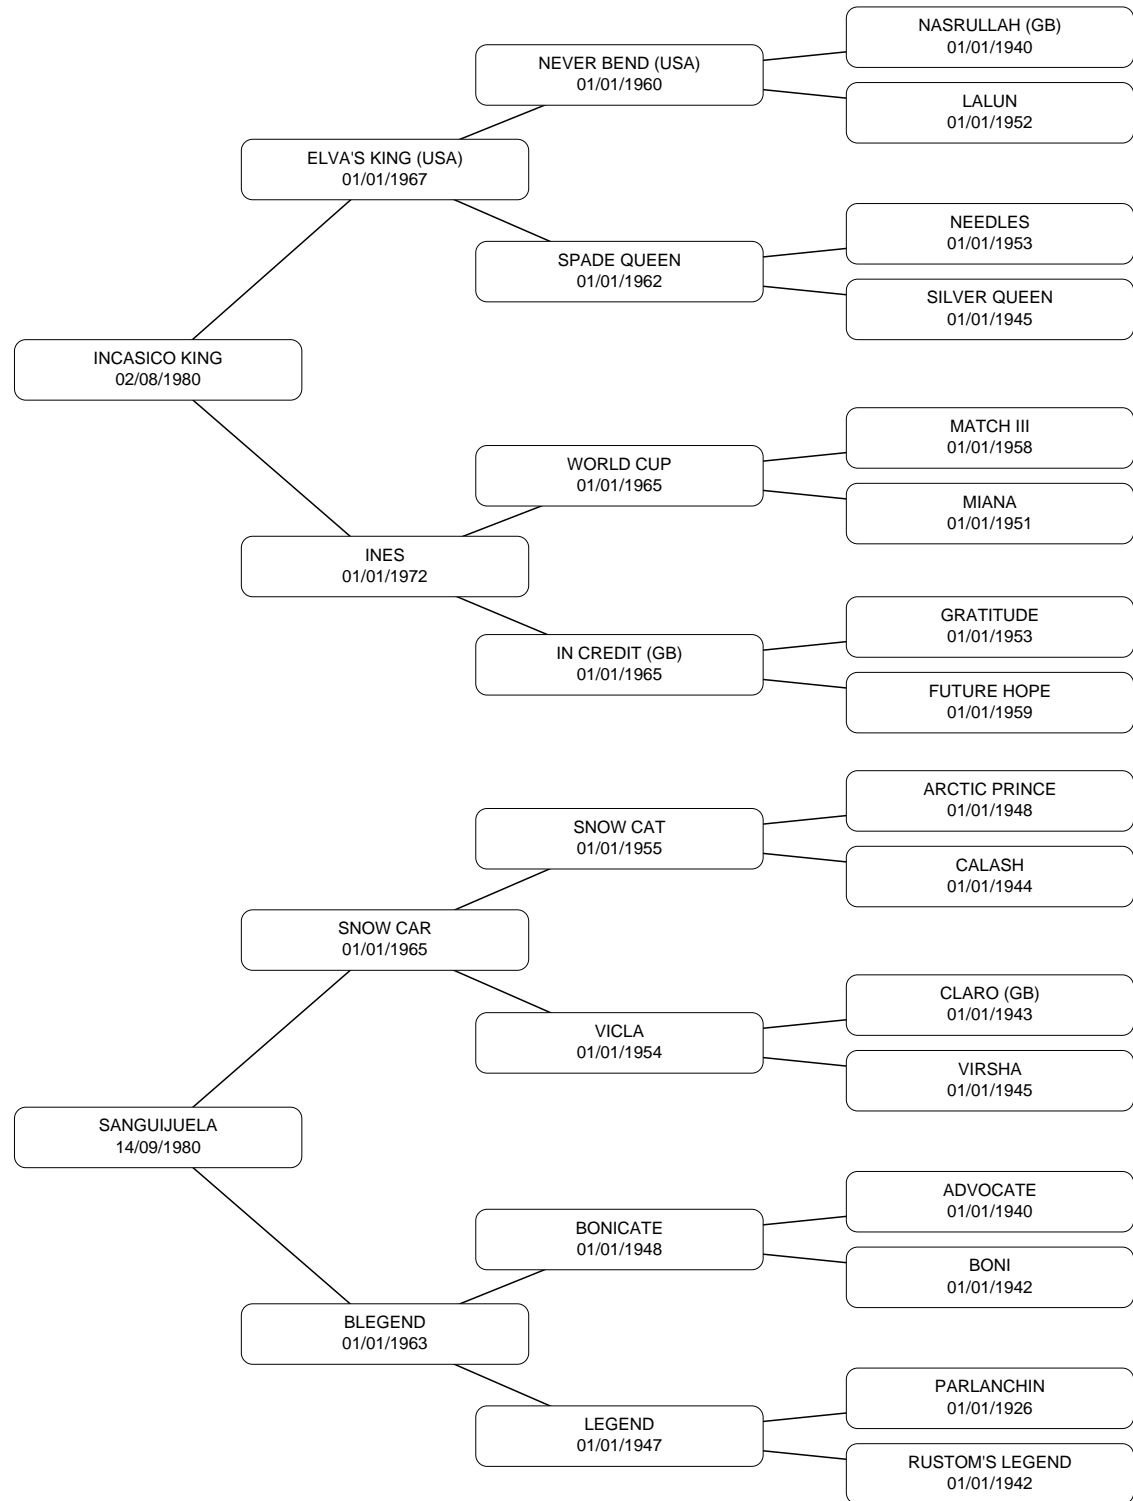 NASRULLAH (GB)
01/01/1940
NEVER BEND (USA)
01/01/1960
LALUN
01/01/1952
ELVA'S KING (USA)
01/01/1967
NEEDLES
01/01/1953
SPADE QUEEN
01/01/1962
SILVER QUEEN
01/01/1945
INCASICO KING
02/08/1980
MATCH III
01/01/1958
WORLD CUP
01/01/1965
MIANA
01/01/1951
INES
01/01/1972
GRATITUDE
01/01/1953
IN CREDIT (GB)
01/01/1965
FUTURE HOPE
01/01/1959
ARCTIC PRINCE
01/01/1948
SNOW CAT
01/01/1955
CALASH
01/01/1944
SNOW CAR
01/01/1965
CLARO (GB)
01/01/1943
VICLA
01/01/1954
VIRSHA
01/01/1945
SANGUIJUELA
14/09/1980
ADVOCATE
01/01/1940
BONICATE
01/01/1948
BONI
01/01/1942
BLEGEND
01/01/1963
PARLANCHIN
01/01/1926
LEGEND
01/01/1947
RUSTOM'S LEGEND
01/01/1942